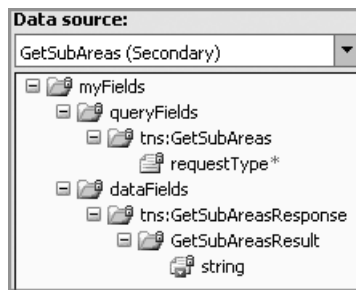 Data source:
GetSubAreas (Secondary)
myFields
queryFields
tns:GetSubAreas
requestType*
dataFields
tns:GetSubAreasResponse
GetSubAreasResult
string